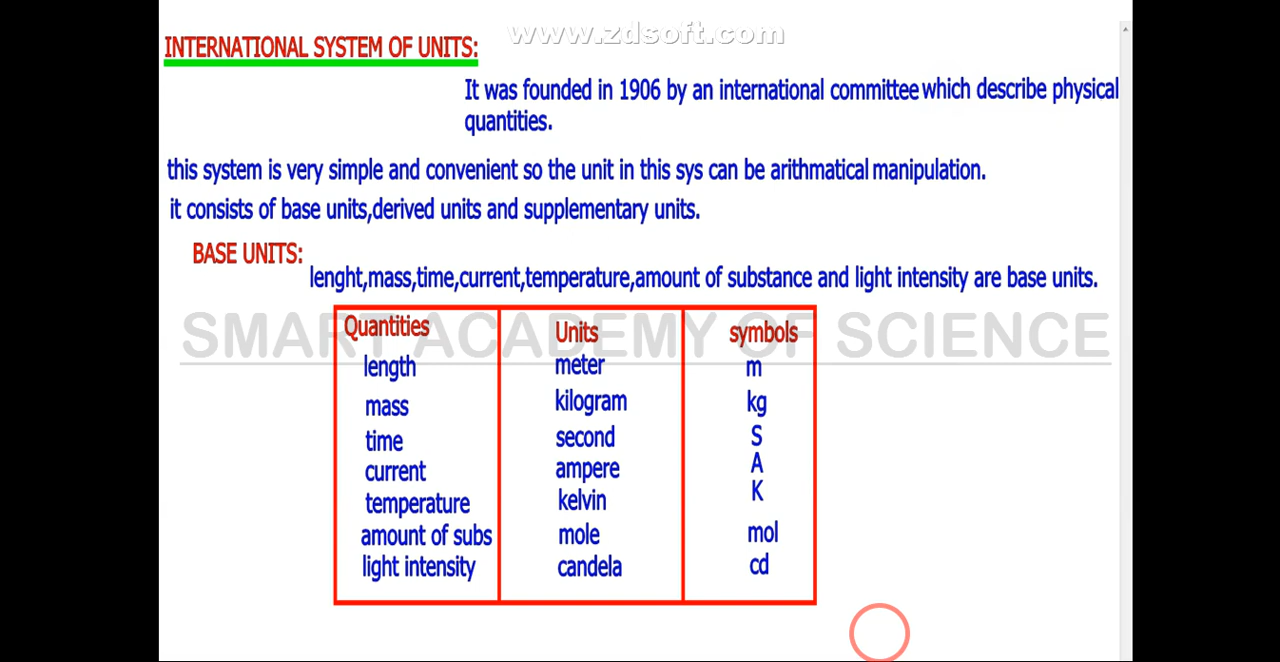 www.zdsoft.com
INTERNATIONAL SYSTEM OF UNITS:
It was founded in 1906 by an international committee which describe physical
quantities.
this system is very simple and convenient so the unit in this sys can be arithmatical manipulation.
it consists of base units,derived units and supplementary units.
BASE UNITS:
lenght,mass,time,current,temperature,amount of substance and light intensity are base units.
SMART ACADEMY OF SCIENCE
Quantities Units symbols
length meter m
mass kilogram kg
time second S
current ampere A
temperature kelvin K
amount of subs mole mol
light intensity candela cd